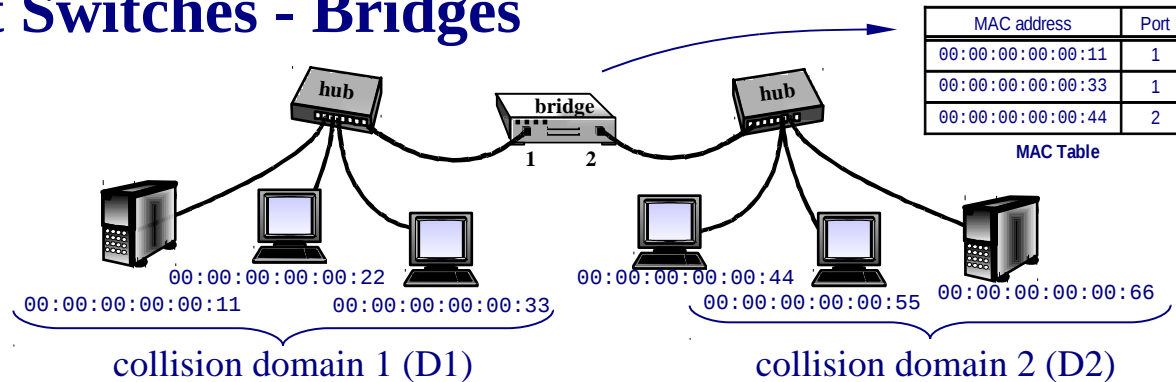 t Switches - Bridges
MAC address Port
00:00:00:00:00:11 1
00:00:00:00:00:33 1
00:00:00:00:00:44 2
MAC Table
hub
bridge
hub
1 2
00:00:00:00:00:22
00:00:00:00:00:11
00:00:00:00:00:33
00:00:00:00:00:44
00:00:00:00:00:55
00:00:00:00:00:66
collision domain 1 (D1)
collision domain 2 (D2)